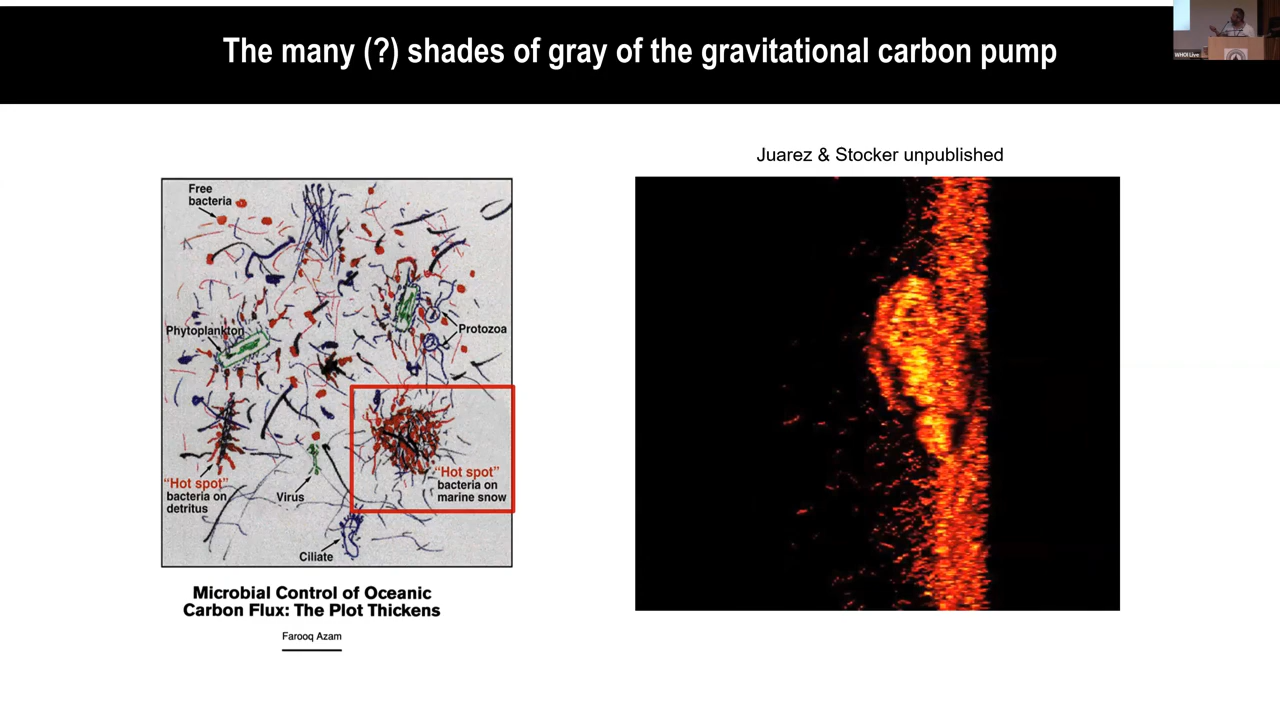 The many (?) shades of gray of the gravitational carbon pump
WHOI Live
Juarez & Stocker unpublished
Free
bacteria
Phytoplankton
Protozoa
"Hot spot"
bacteria on
detritus
Virus
"Hot spot"
bacteria on
marine snow
Ciliate
Microbial Control of Oceanic
Carbon Flux: The Plot Thickens
Farooq Azam